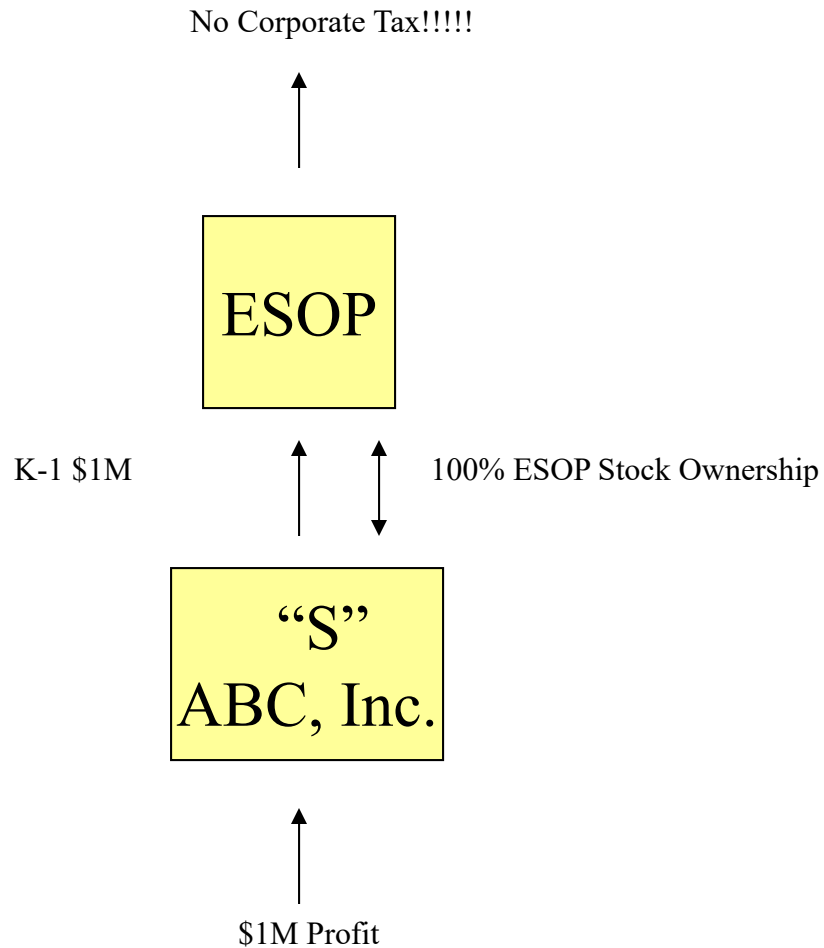 No Corporate Tax!!!!!
ESOP
K-1 $1M
100% ESOP Stock Ownership
“S”
ABC, Inc.
$1M Profit